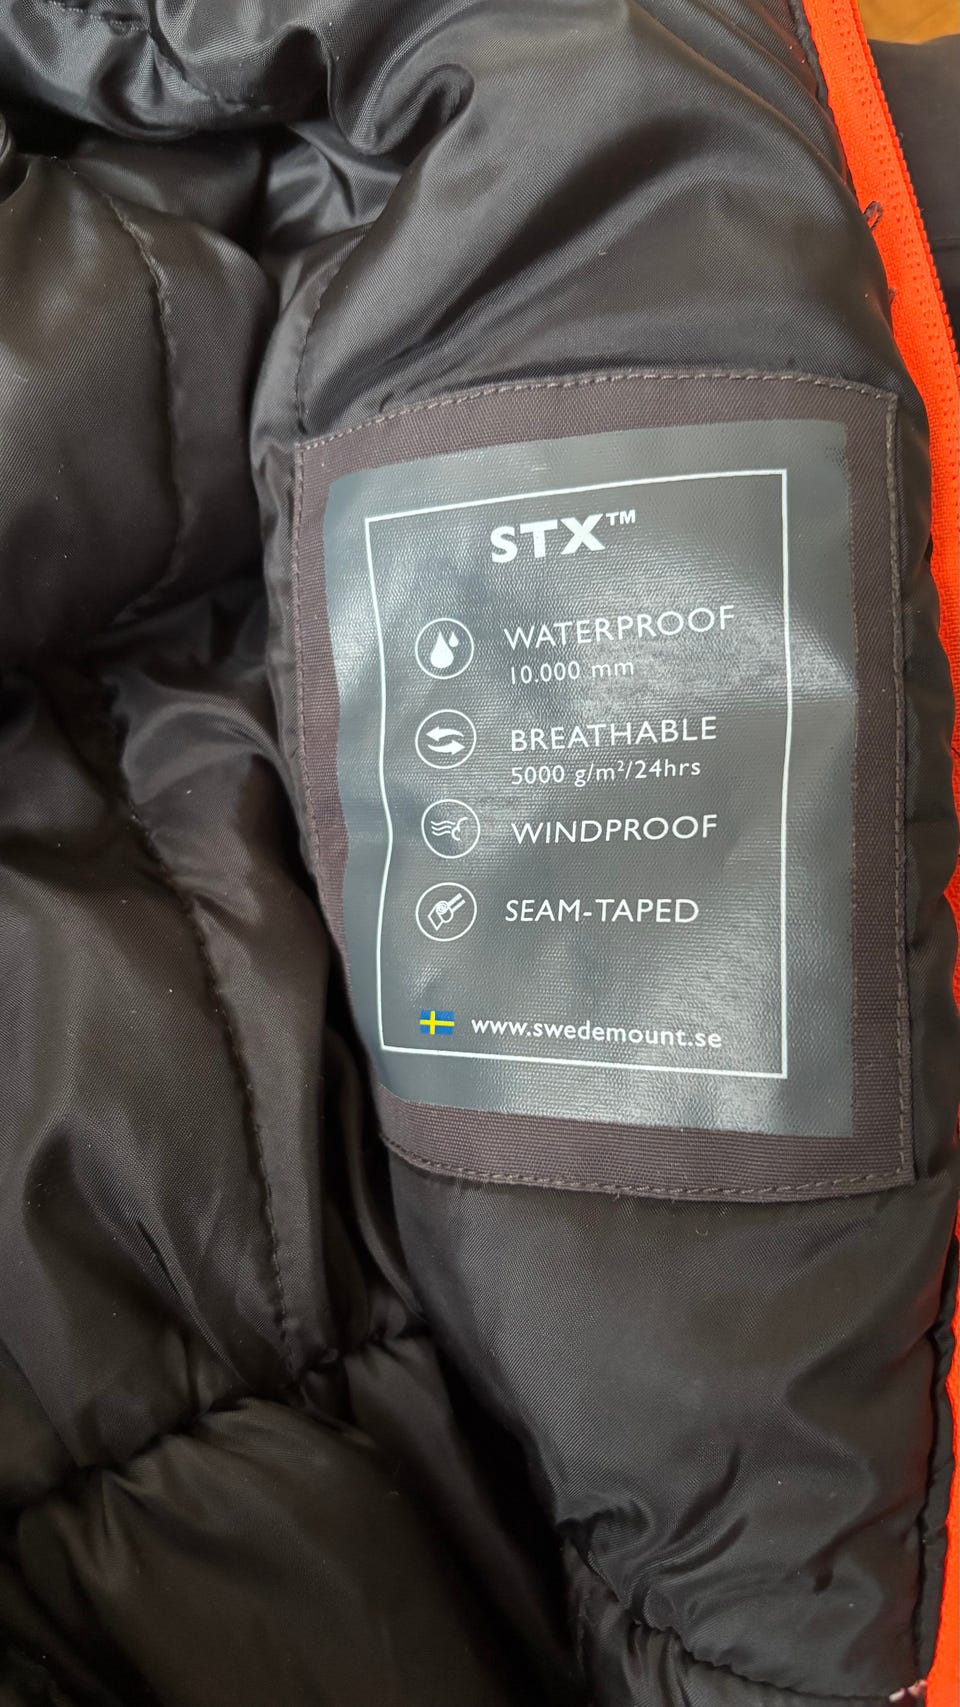 STX™
WATERPROOF
10.000 mm
BREATHABLE
5000 g/m²/24hrs
WINDPROOF
SEAM-TAPED
www.swedemount.se